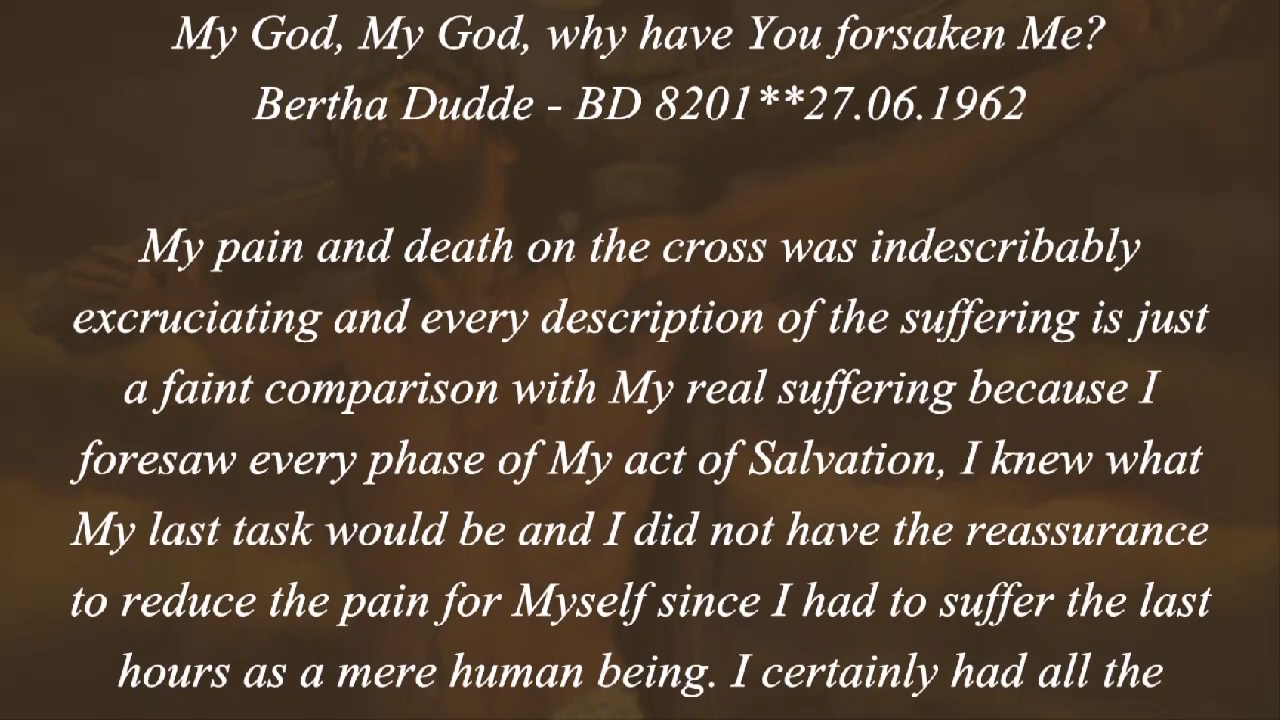 My God, My God, why have You forsaken Me?
Bertha Dudde - BD 8201**27.06.1962
My pain and death on the cross was indescribably
excruciating and every description of the suffering is just
a faint comparison with My real suffering because I
foresaw every phase of My act of Salvation, I knew what
My last task would be and I did not have the reassurance
to reduce the pain for Myself since I had to suffer the last
hours as a mere human being. I certainly had all the